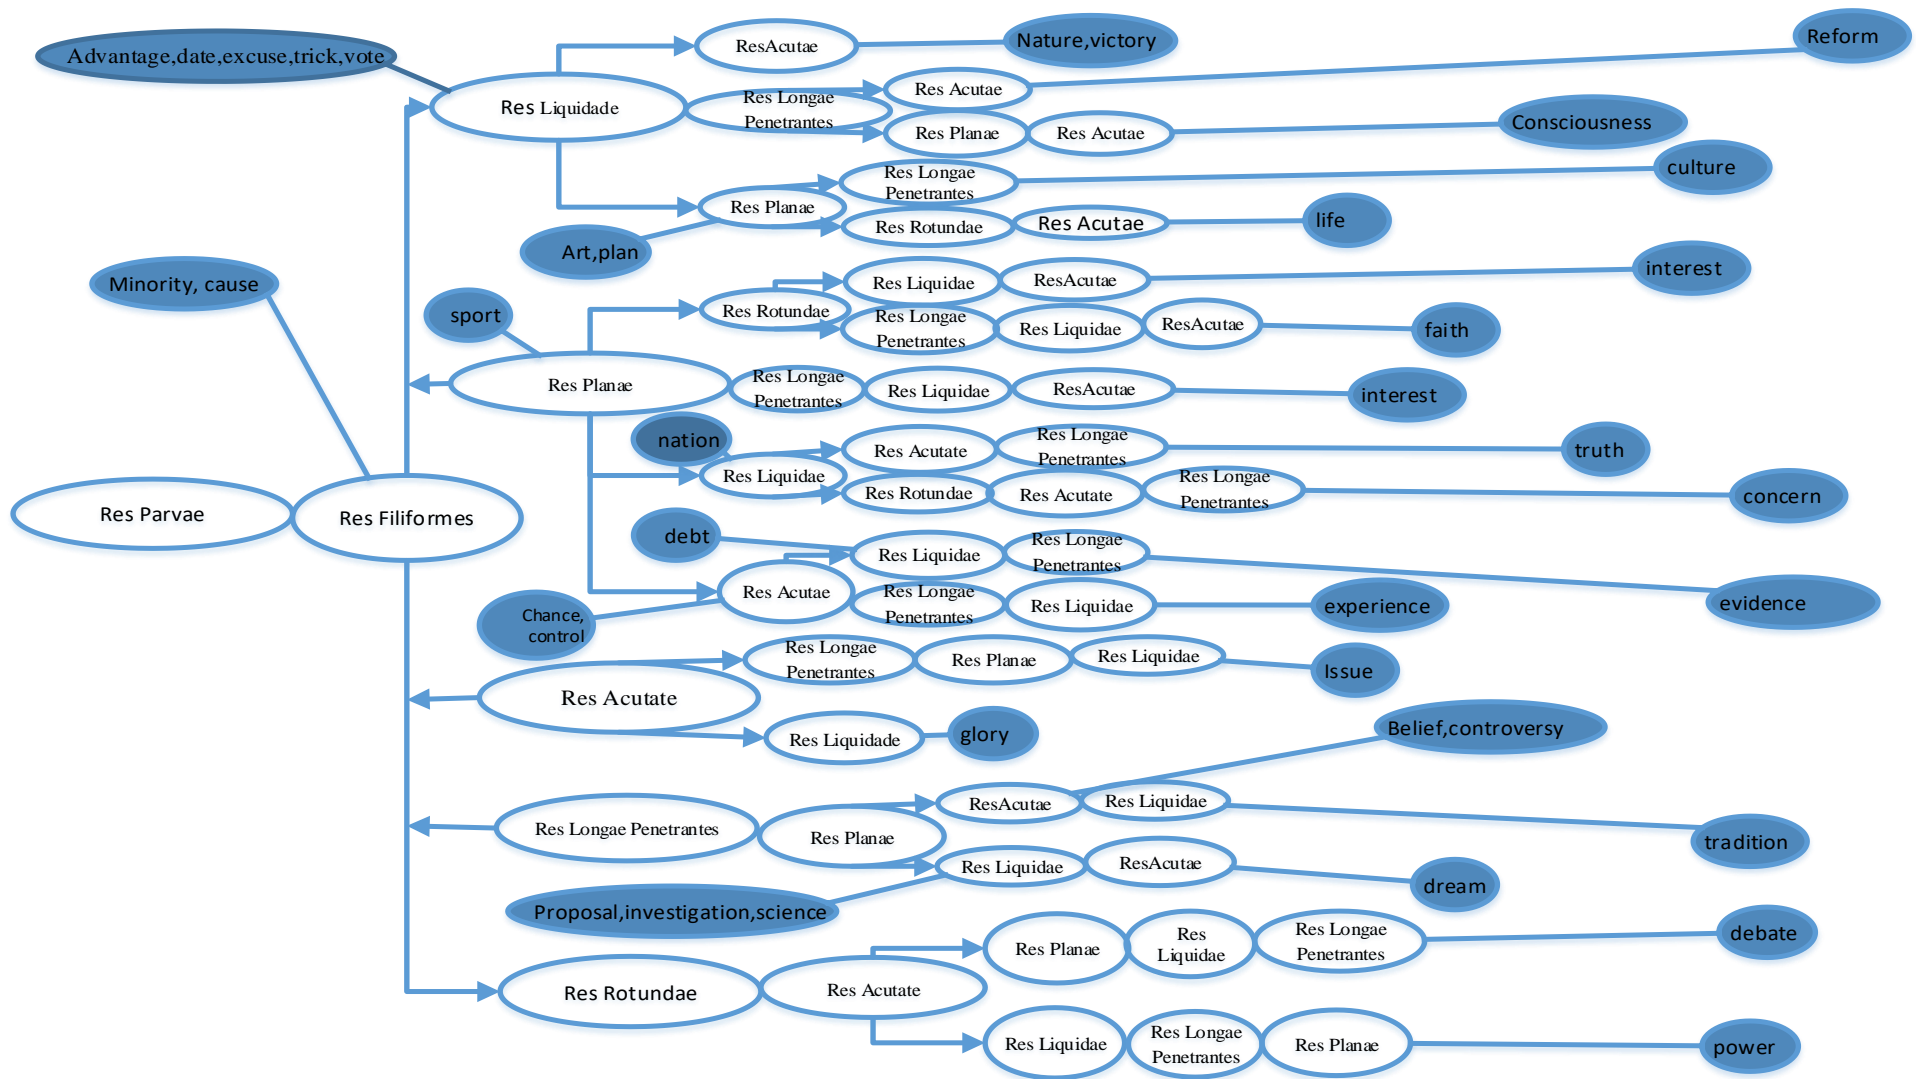 Advantage,date,excuse,trick,vote
Res Liquidade
ResAcutae
Nature,victory
Res Longae
Penetrantes
Res Acutae
Reform
Res Planae
Res Acutae
Consciousness
Res Planae
Res Longae
Penetrantes
culture
Res Rotundae
Res Acutae
life
Art,plan
Minority, cause
sport
Res Planae
Res Rotundae
Res Liquidae
ResAcutae
interest
Res Longae
Penetrantes
Res Liquidae
ResAcutae
faith
Res Longae
Penetrantes
Res Liquidae
ResAcutae
interest
nation
Res Liquidae
Res Acutate
Res Longae
Penetrantes
truth
Res Rotundae
Res Acutate
Res Longae
Penetrantes
concern
Res Parvae
Res Filiformes
debt
Res Acutae
Res Liquidae
Res Longae
Penetrantes
evidence
Chance,
control
Res Longae
Penetrantes
Res Liquidae
experience
Res Acutate
Res Longae
Penetrantes
Res Planae
Res Liquidae
Issue
Res Liquidade
glory
Belief,controversy
Res Longae Penetrantes
Res Planae
ResAcutae
Res Liquidae
tradition
Res Liquidae
ResAcutae
dream
Proposal,investigation,science
Res Rotundae
Res Acutate
Res Planae
Res
Liquidae
Res Longae
Penetrantes
debate
Res Liquidae
Res Longae
Penetrantes
Res Planae
power